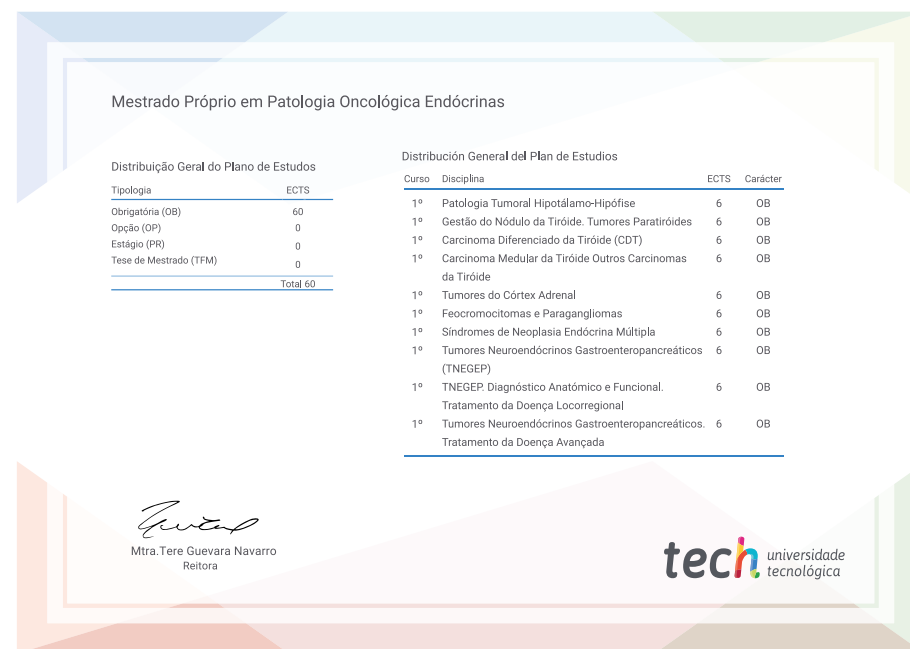 Mestrado Próprio em Patologia Oncológica Endócrinas
Distribuição Geral do Plano de Estudos
Tipologia ECTS
Obrigatória (OB) 60
Opção (OP) 0
Estágio (PR) 0
Tese de Mestrado (TFM) 0
Total 60
Distribución General del Plan de Estudios
Curso Disciplina ECTS Carácter
1º Patologia Tumoral Hipotálamo-Hipófise 6 OB
1º Gestão do Nódulo da Tiróide. Tumores Paratiróides 6 OB
1º Carcinoma Diferenciado da Tiróide (CDT) 6 OB
1º Carcinoma Medular da Tiróide Outros Carcinomas 6 OB
da Tiróide
1º Tumores do Córtex Adrenal 6 OB
1º Feocromocitomas e Paragangliomas 6 OB
1º Síndromes de Neoplasia Endócrina Múltipla 6 OB
1º Tumores Neuroendócrinos Gastroenteropancreáticos 6 OB
(TNEGEP)
1º TNEGEP. Diagnóstico Anatómico e Funcional. 6 OB
Tratamento da Doença Locorregional
1º Tumores Neuroendócrinos Gastroenteropancreáticos. 6 OB
Tratamento da Doença Avançada
Mtra.Tere Guevara Navarro
Reitora
tech universidade
tecnológica